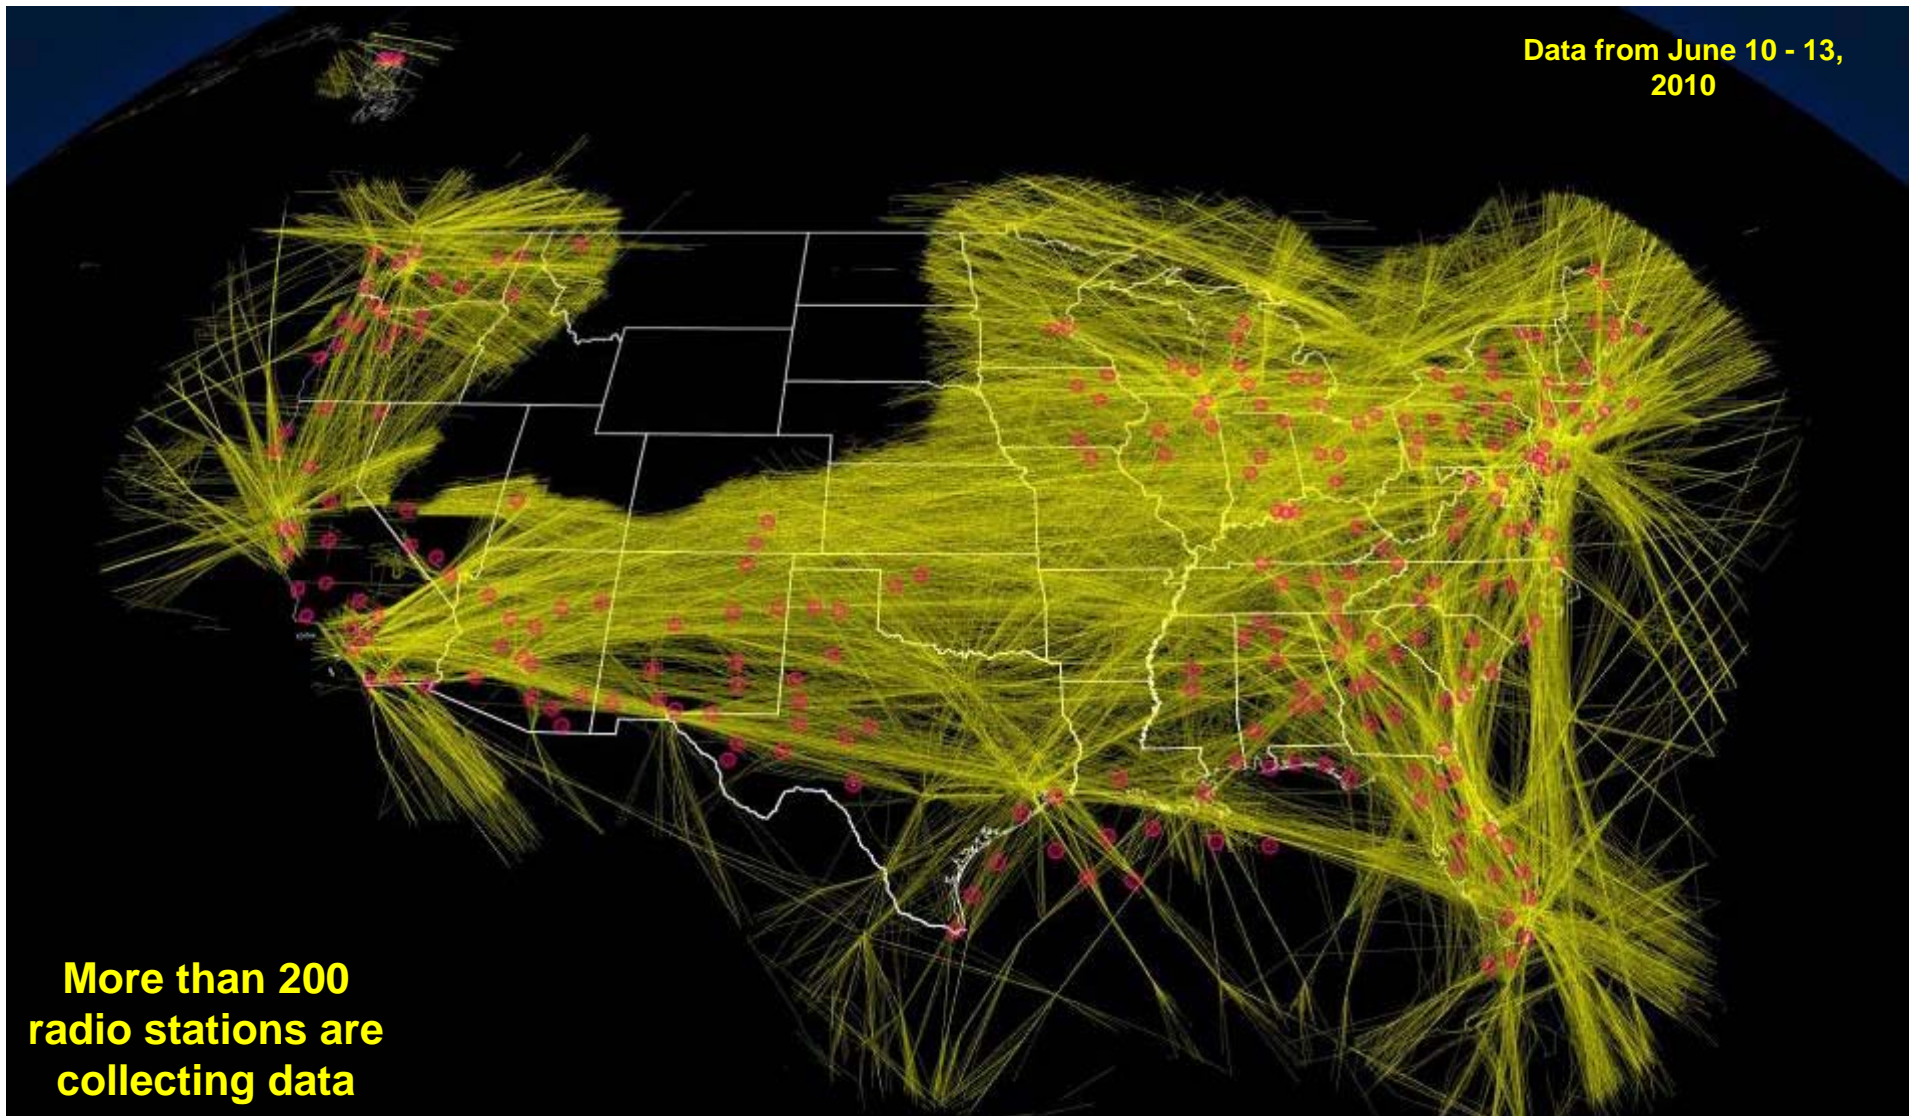 Data from June 10 - 13,
2010
More than 200
radio stations are
collecting data